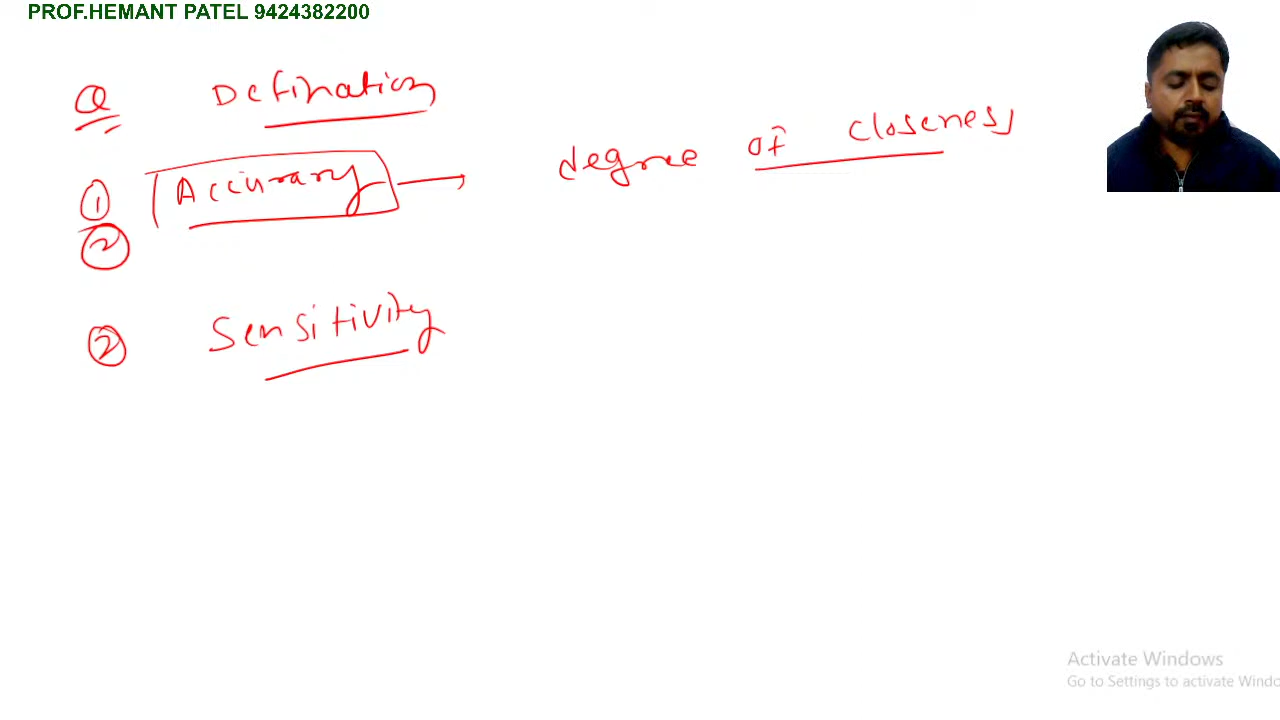 PROF.HEMANT PATEL 9424382200
Q Defination
① Accuracy → degree of closeness
②
② Sensitivity
Activate Windows
Go to Settings to activate Windo